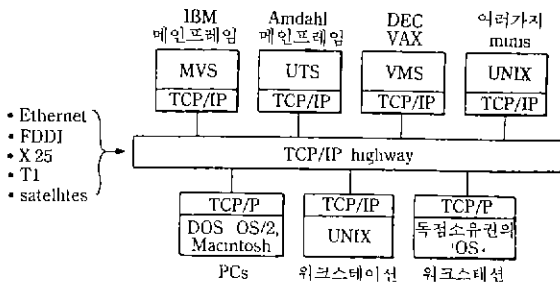 IBM
메인프레임
Amdahl
메인프레임
DEC
VAX
여러가지
minis
MVS
UTS
VMS
UNIX
TCP/IP
TCP/IP
TCP/IP
TCP/IP
• Ethernet
• FDDI
• X 25
• T1
• satellites
TCP/IP highway
TCP/P
TCP/IP
TCP/P
DOS OS/2,
Macintosh
UNIX
독점소유권의
OS
PCs
워크스테이션
워크스태션